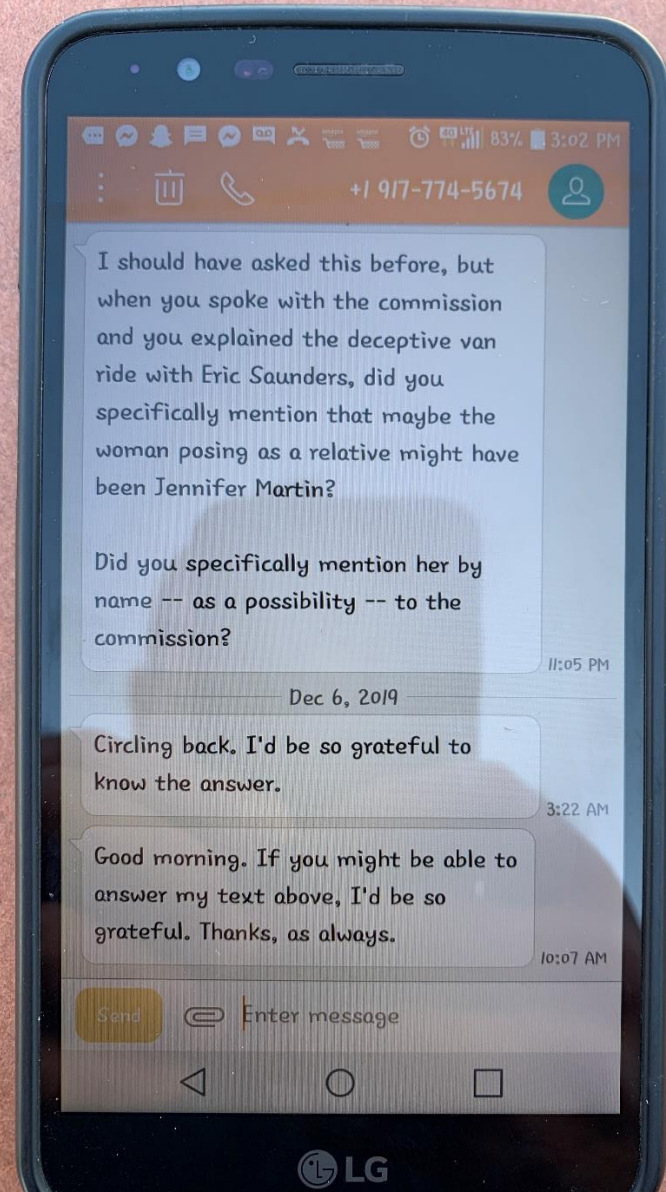 83% 3:02 PM
+1 917-774-5674
I should have asked this before, but
when you spoke with the commission
and you explained the deceptive van
ride with Eric Saunders, did you
specifically mention that maybe the
woman posing as a relative might have
been Jennifer Martin?
Did you specifically mention her by
name -- as a possibility -- to the
commission?
11:05 PM
Dec 6, 2019
Circling back. I'd be so grateful to
know the answer.
3:22 AM
Good morning. If you might be able to
answer my text above, I'd be so
grateful. Thanks, as always.
10:07 AM
Send Enter message
LG